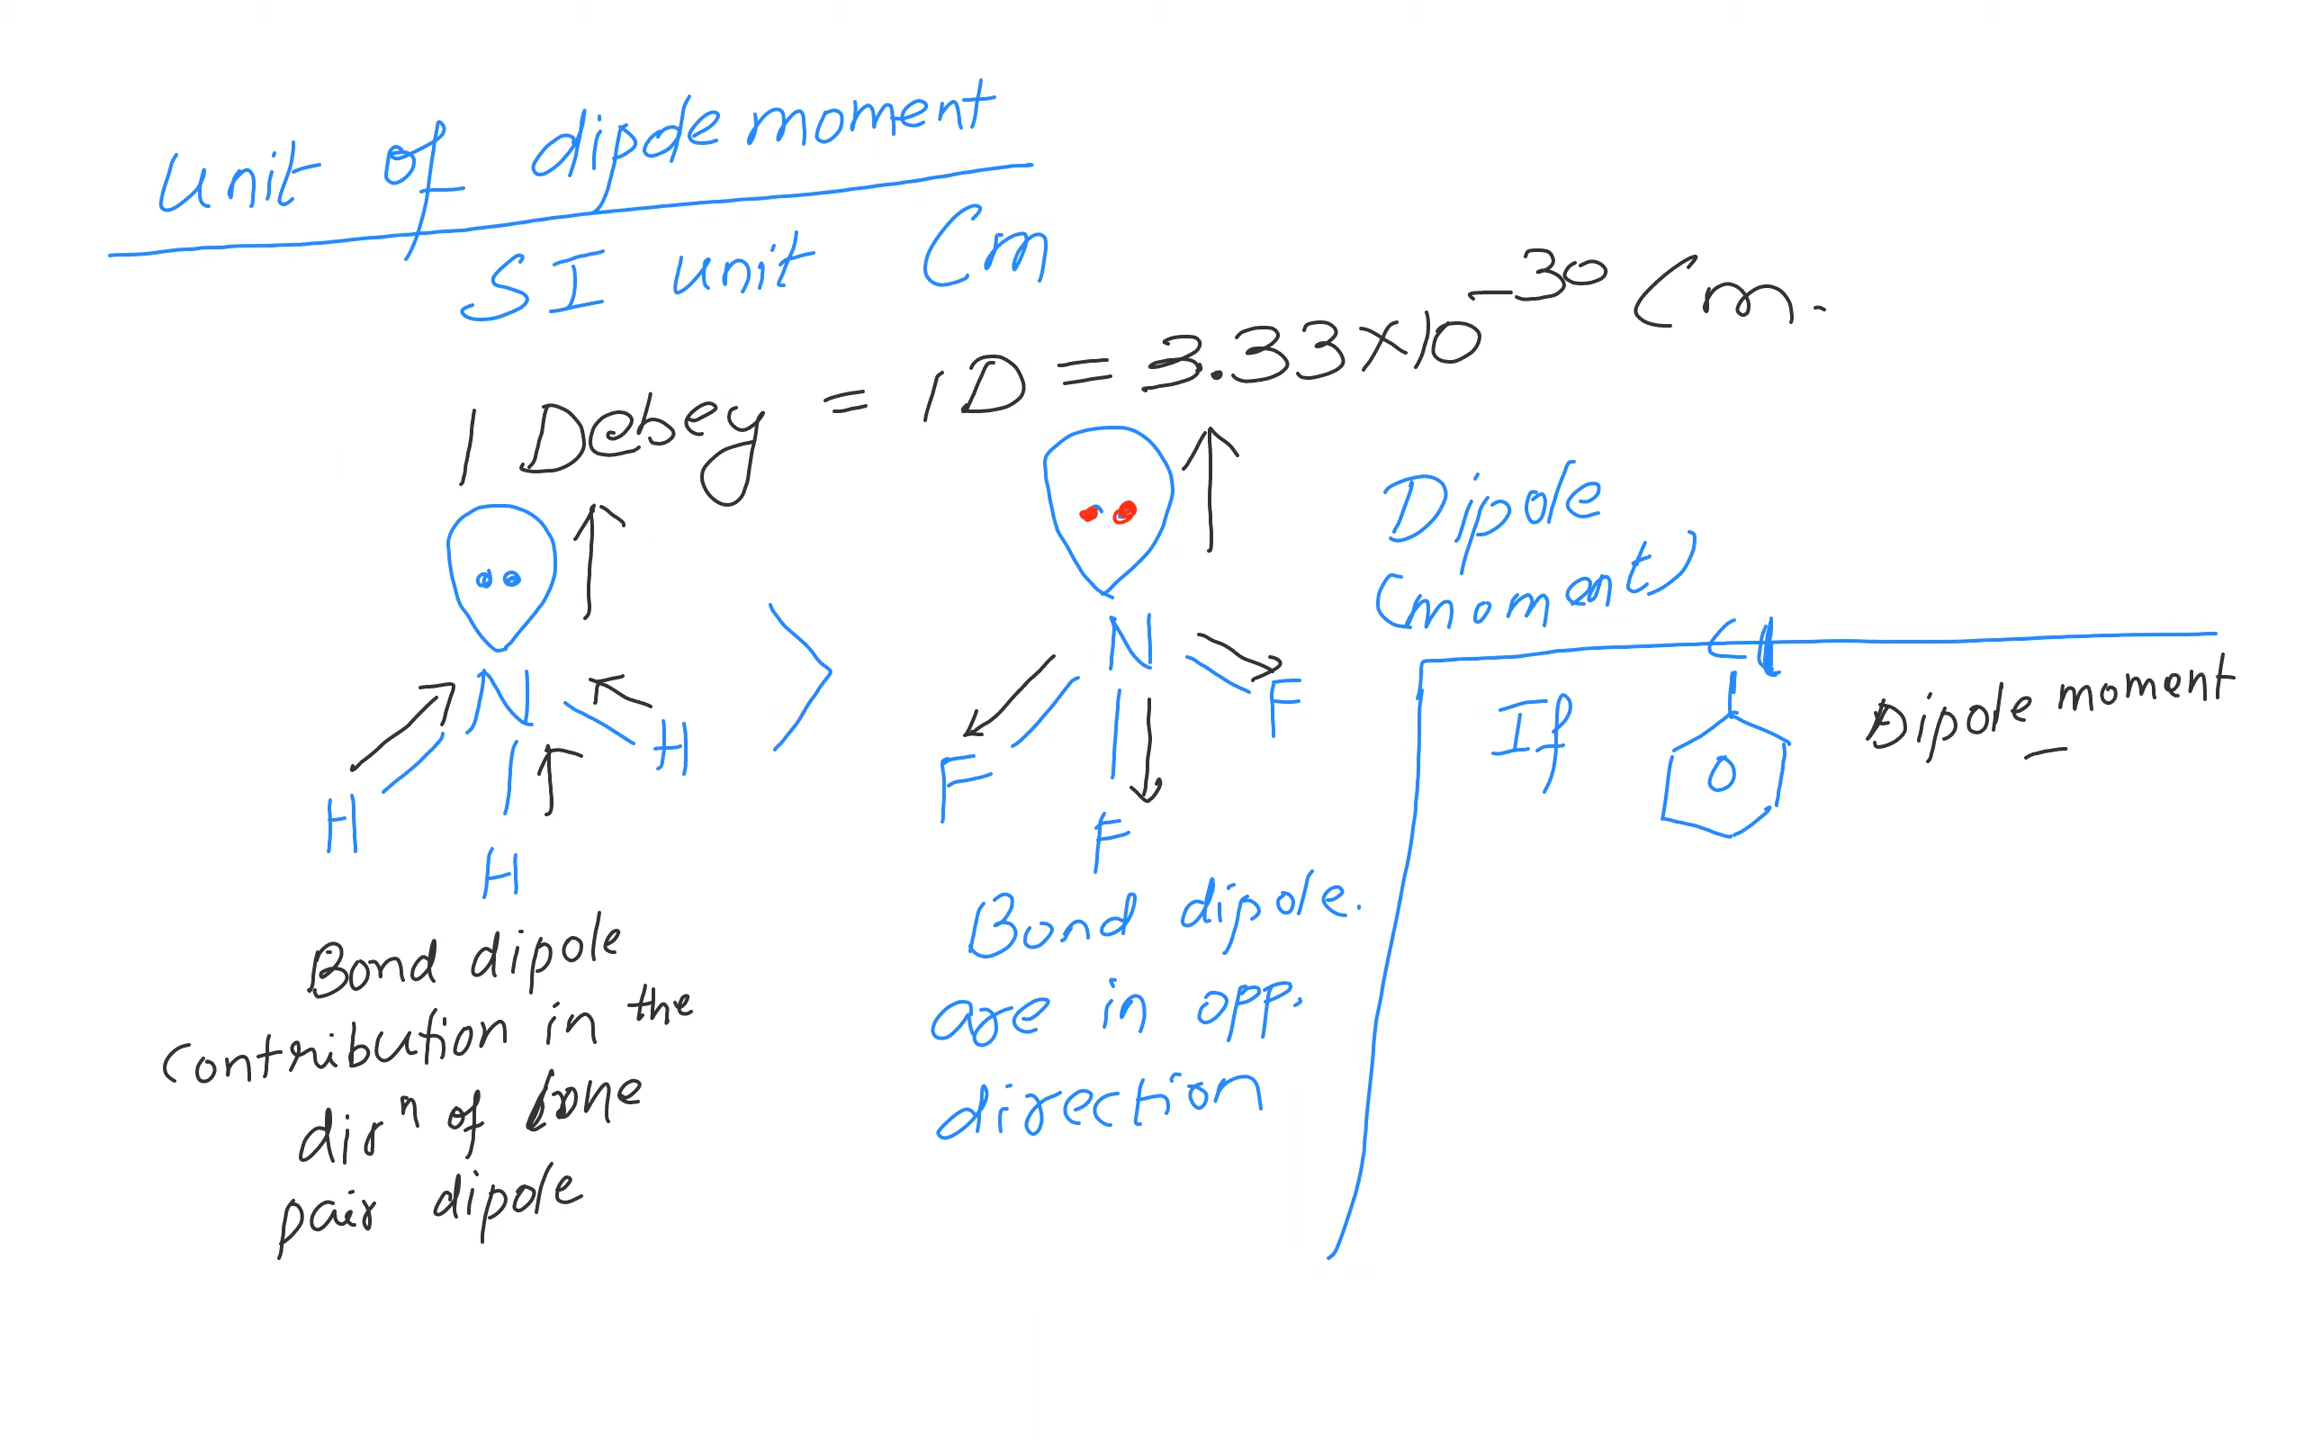 Unit of dipole moment
SI unit Cm
1 Debey = 1D = 3.33×10⁻³⁰ Cm.
N
H
H
H
>
N
F
F
F
Bond dipole
contribution in the
dirⁿ of lone
pair dipole
Bond dipole.
are in opp.
direction
Dipole
(moment)
If
Cl
Dipole moment